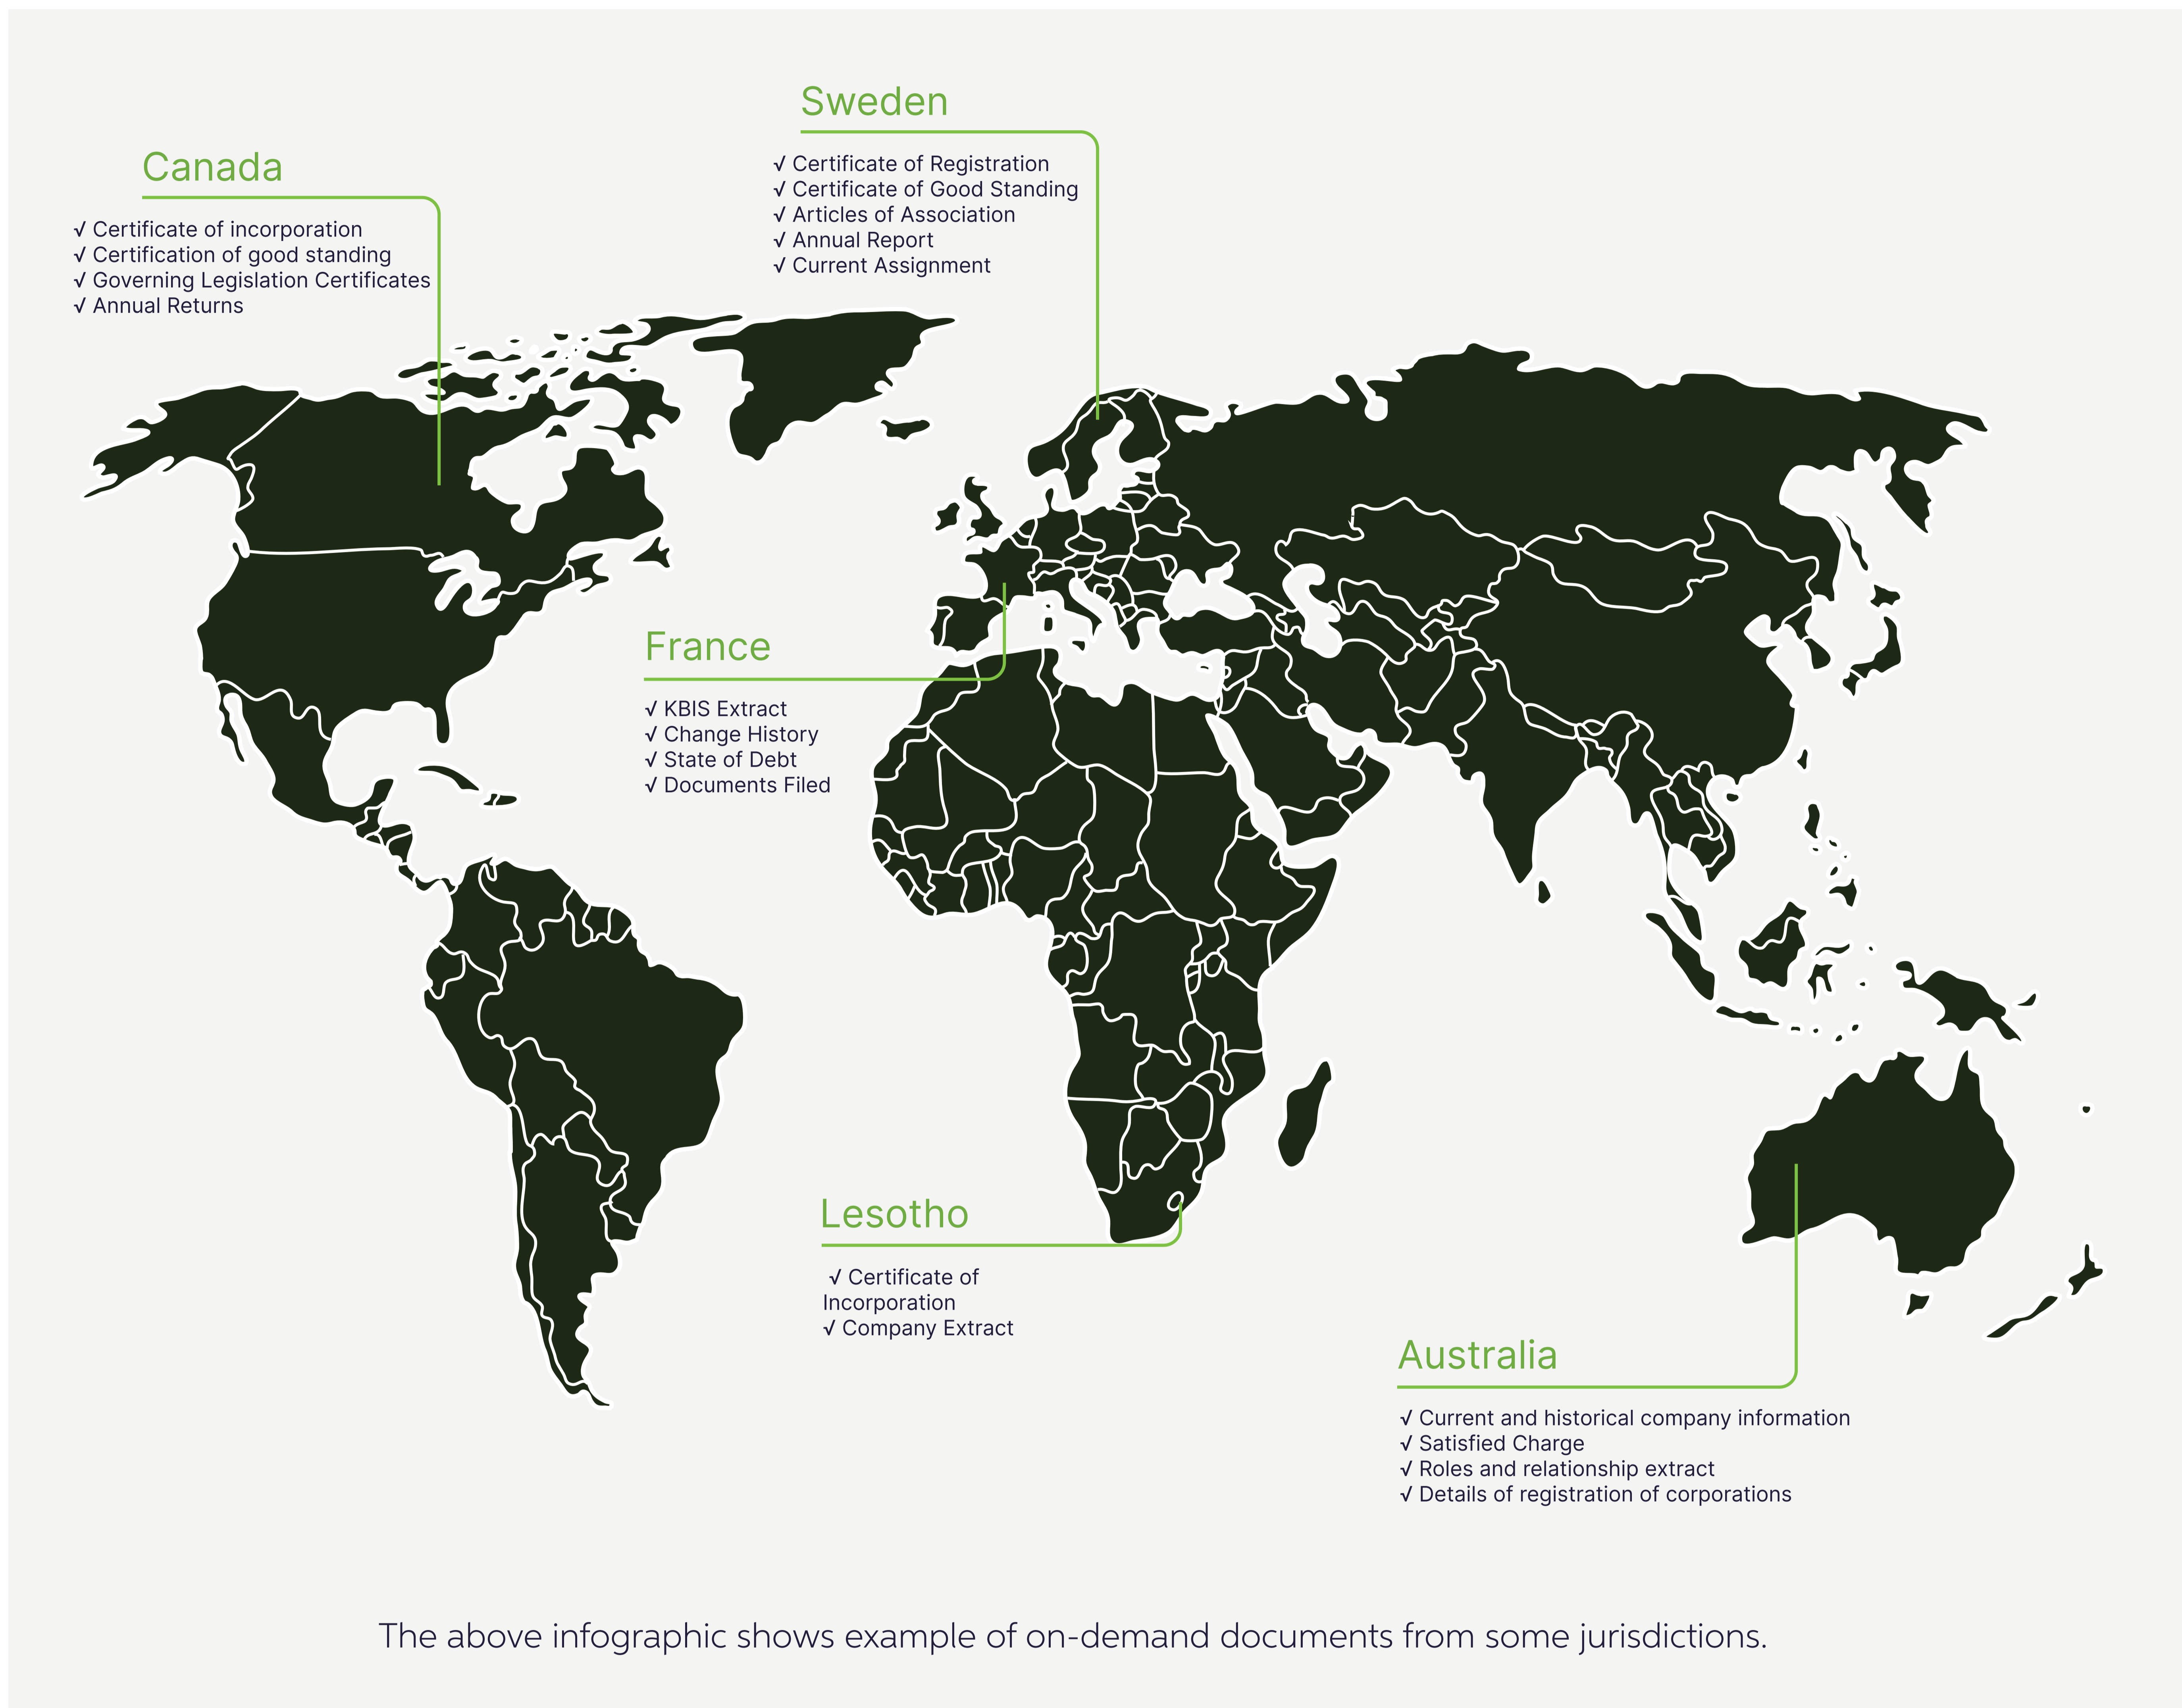 Sweden
√ Certificate of Registration
√ Certificate of Good Standing
√ Articles of Association
√ Annual Report
√ Current Assignment
Canada
√ Certificate of incorporation
√ Certification of good standing
√ Governing Legislation Certificates
√ Annual Returns
France
√ KBIS Extract
√ Change History
√ State of Debt
√ Documents Filed
Lesotho
√ Certificate of
Incorporation
√ Company Extract
Australia
√ Current and historical company information
√ Satisfied Charge
√ Roles and relationship extract
√ Details of registration of corporations
The above infographic shows example of on-demand documents from some jurisdictions.